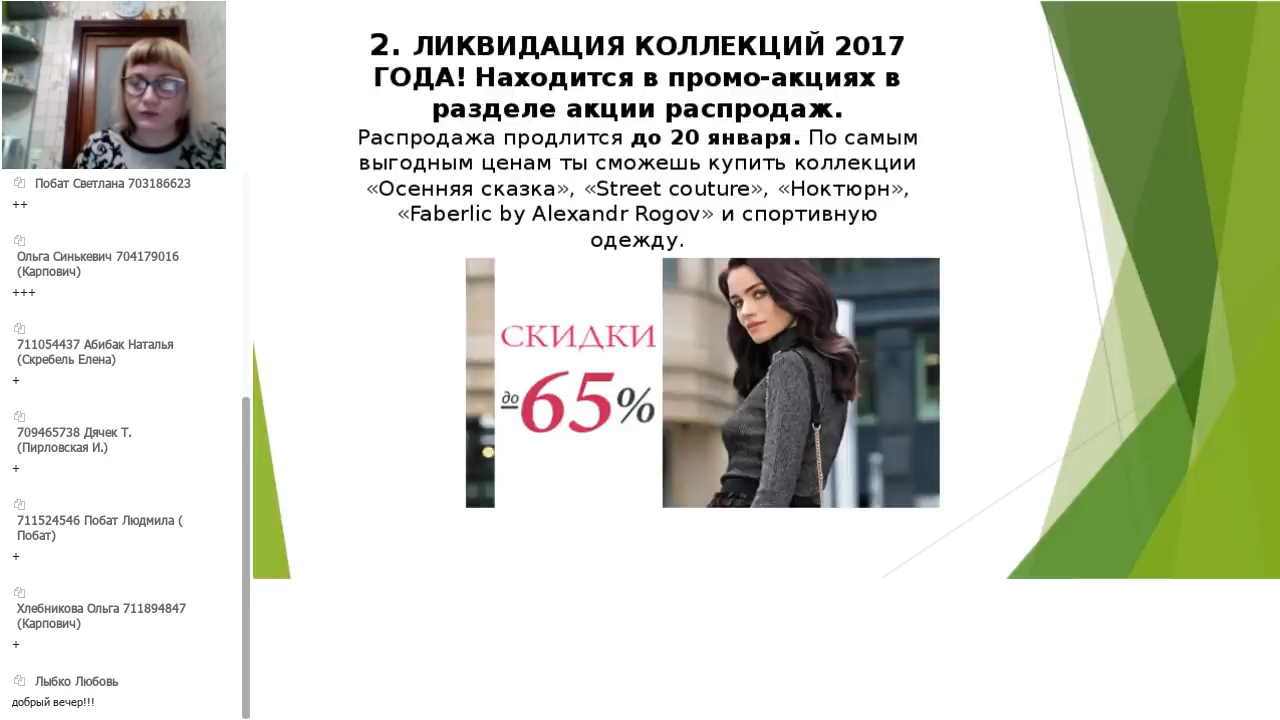 2. ЛИКВИДАЦИЯ КОЛЛЕКЦИЙ 2017
ГОДА! Находится в промо-акциях в
разделе акции распродаж.
Распродажа продлится до 20 января. По самым
выгодным ценам ты сможешь купить коллекции
«Осенняя сказка», «Street couture», «Ноктюрн»,
«Faberlic by Alexandr Rogov» и спортивную
одежду.
СКИДКИ
до 65%
Побат Светлана 703186623
++
Ольга Синькевич 704179016
(Карпович)
+++
711054437 Абибак Наталья
(Скребель Елена)
+
709465738 Дячек Т.
(Пирловская И.)
+
711524546 Побат Людмила (
Побат)
+
Хлебникова Ольга 711894847
(Карпович)
+
Лыбко Любовь
добрый вечер!!!